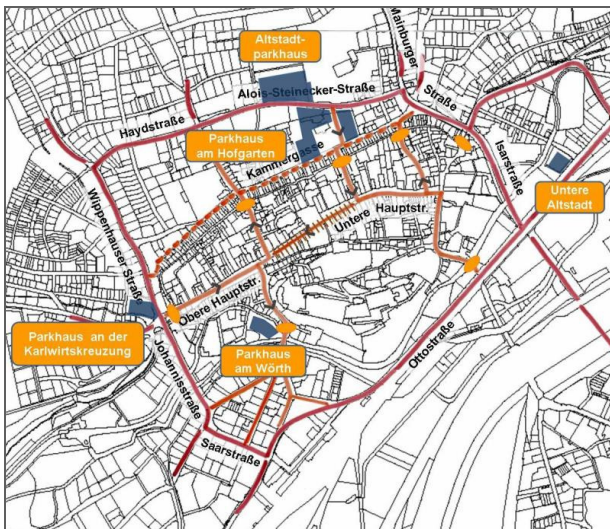 Mainburger
Straße
Altstadt-
parkhaus
Alois-Steinecker-Straße
Haydstraße
Parkhaus
am Hofgarten
Kammergasse
Isarstraße
Untere
Altstadt
Wippenhauser Straße
Untere Hauptstr.
Obere Hauptstr.
Parkhaus an der
Karlwirtskreuzung
Johannisstraße
Parkhaus
am Wörth
Ottostraße
Saarstraße